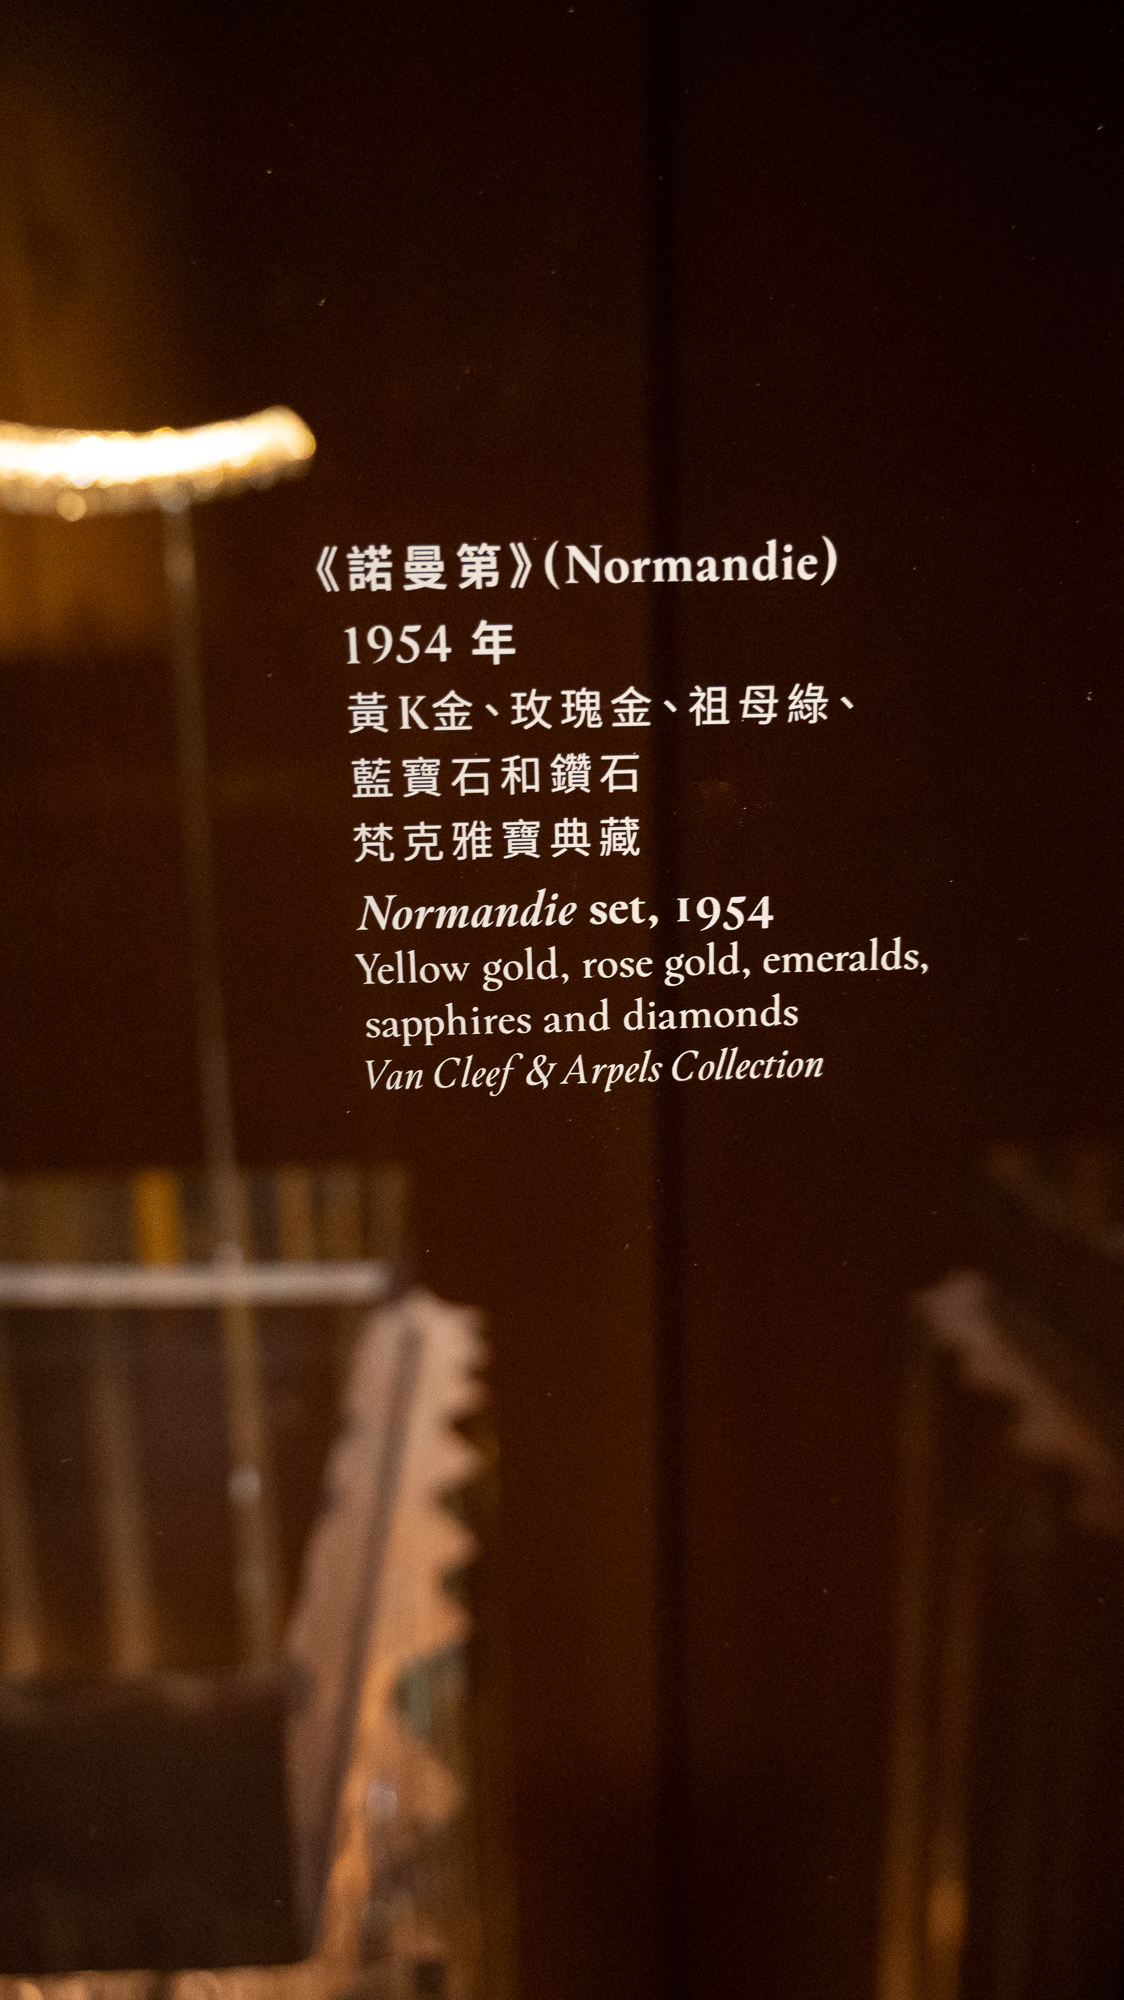 《諾曼第》(Normandie)
1954 年
黃K金、玫瑰金、祖母綠、
藍寶石和鑽石
梵克雅寶典藏
Normandie set, 1954
Yellow gold, rose gold, emeralds,
sapphires and diamonds
Van Cleef & Arpels Collection